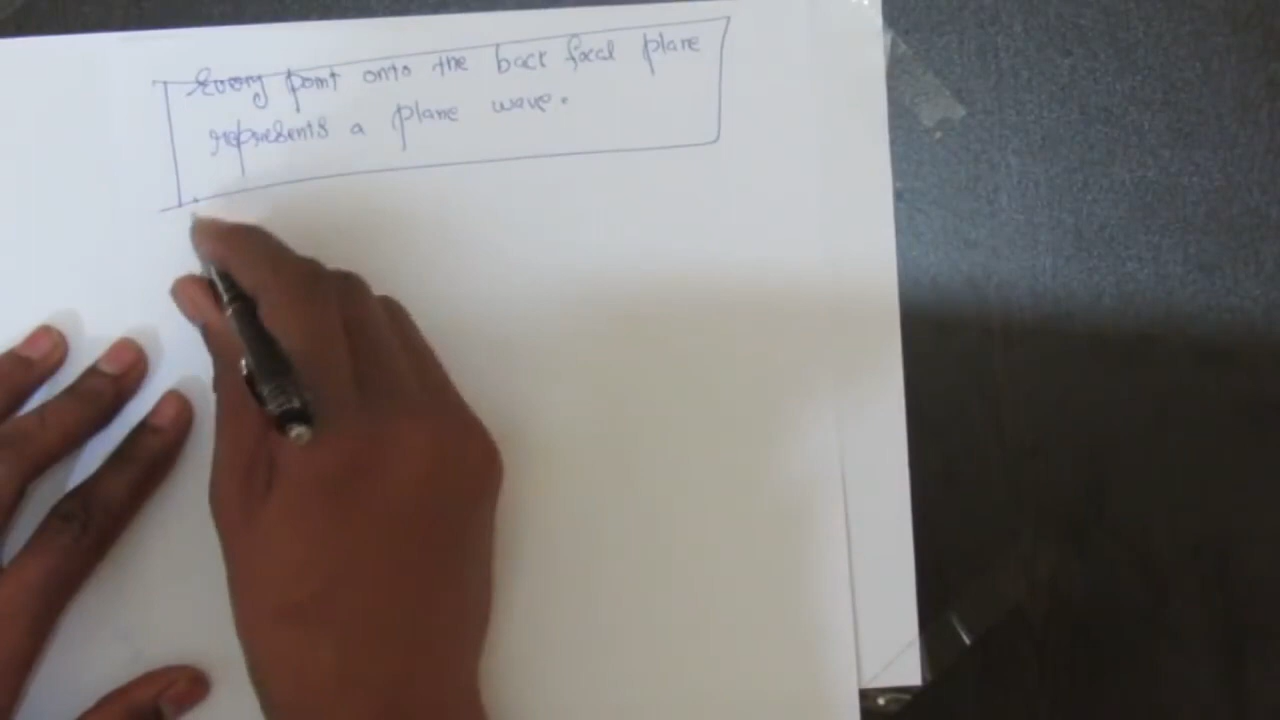 Every point onto the back focal plane
represents a plane wave.